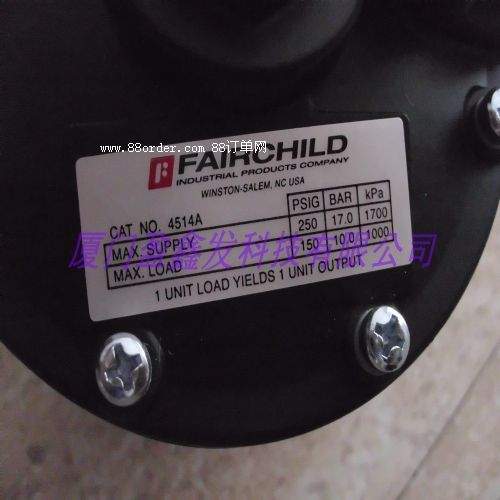 www.88order.com 88订单网
FAIRCHILD
INDUSTRIAL PRODUCTS COMPANY
WINSTON-SALEM, NC USA
CAT. NO. 4514A
PSIG BAR kPa
MAX. SUPPLY 250 17.0 1700
MAX. LOAD 150 10.0 1000
1 UNIT LOAD YIELDS 1 UNIT OUTPUT
厦门鑫发科技有限公司